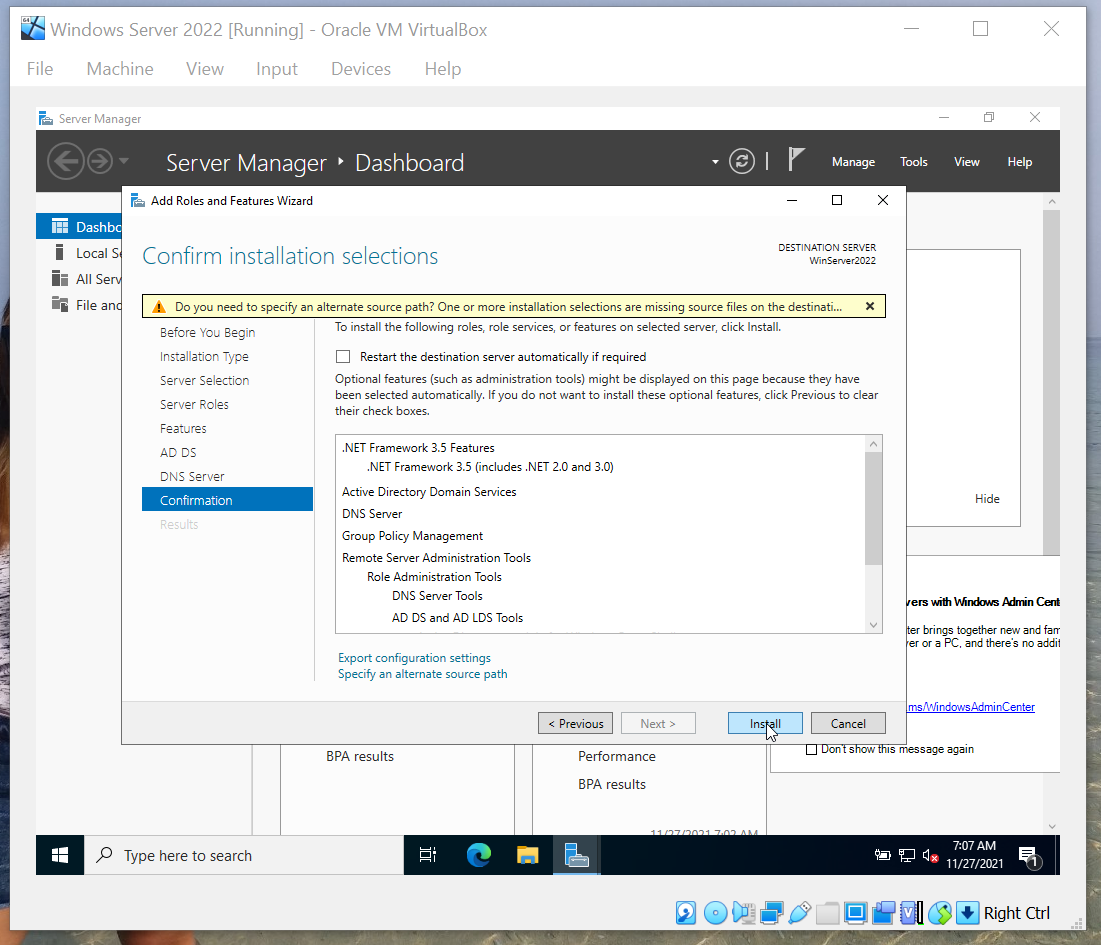 Windows Server 2022 [Running] - Oracle VM VirtualBox
File Machine View Input Devices Help
Server Manager
Server Manager ‣ Dashboard
Manage Tools View Help
Add Roles and Features Wizard
Dashbo
Local Se
All Serv
File and
Confirm installation selections
DESTINATION SERVER
WinServer2022
Do you need to specify an alternate source path? One or more installation selections are missing source files on the destinati...
Before You Begin
Installation Type
Server Selection
Server Roles
Features
AD DS
DNS Server
Confirmation
Results
To install the following roles, role services, or features on selected server, click Install.
Restart the destination server automatically if required
Optional features (such as administration tools) might be displayed on this page because they have
been selected automatically. If you do not want to install these optional features, click Previous to clear
their check boxes.
.NET Framework 3.5 Features
.NET Framework 3.5 (includes .NET 2.0 and 3.0)
Active Directory Domain Services
DNS Server
Group Policy Management
Remote Server Administration Tools
Role Administration Tools
DNS Server Tools
AD DS and AD LDS Tools
Export configuration settings
Specify an alternate source path
< Previous Next > Install Cancel
Hide
vers with Windows Admin Cent
ter brings together new and fam
ver or a PC, and there's no addit
ms/WindowsAdminCenter
Don't show this message again
BPA results
Performance
BPA results
11/27/2021 7:02 AM
Type here to search
7:07 AM
11/27/2021
1
Right Ctrl